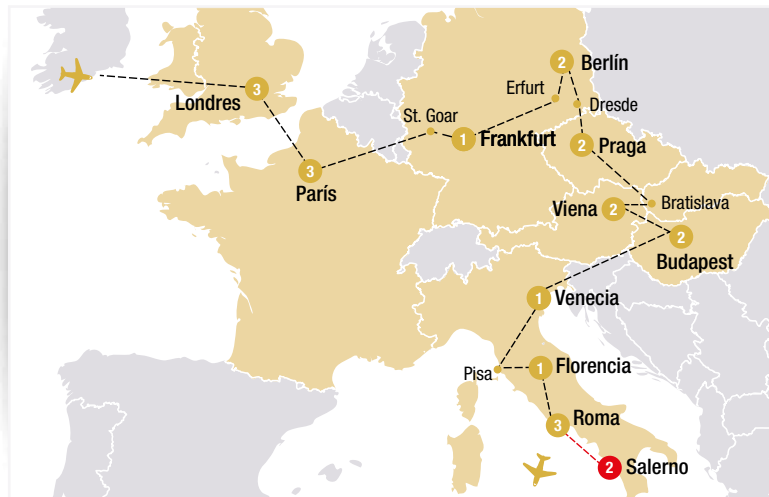 2 Berlín
Erfurt
Dresde
3
Londres
St. Goar
1 Frankfurt
2 Praga
3
París
Viena 2
Bratislava
2
Budapest
1 Venecia
Pisa
1 Florencia
3 Roma
2 Salerno